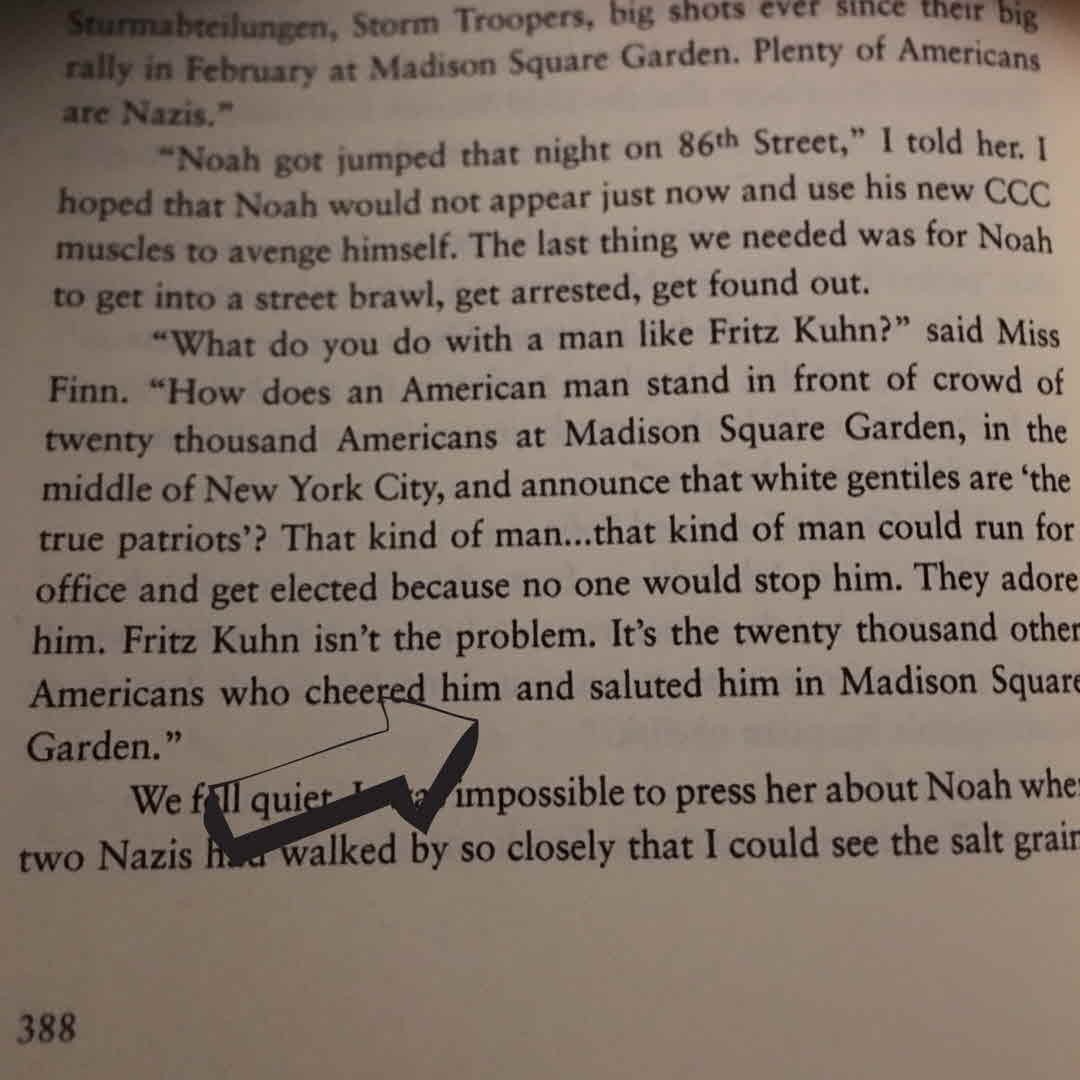 Sturmabteilungen, Storm Troopers, big shots ever since their big
rally in February at Madison Square Garden. Plenty of Americans
are Nazis.”
“Noah got jumped that night on 86th Street,” I told her. I
hoped that Noah would not appear just now and use his new CCC
muscles to avenge himself. The last thing we needed was for Noah
to get into a street brawl, get arrested, get found out.
“What do you do with a man like Fritz Kuhn?” said Miss
Finn. “How does an American man stand in front of crowd of
twenty thousand Americans at Madison Square Garden, in the
middle of New York City, and announce that white gentiles are ‘the
true patriots’? That kind of man...that kind of man could run for
office and get elected because no one would stop him. They adore
him. Fritz Kuhn isn’t the problem. It’s the twenty thousand other
Americans who cheered him and saluted him in Madison Square
Garden.”
We quiet. impossible to press her about Noah
two Nazis walked by so closely that I could see the salt
388